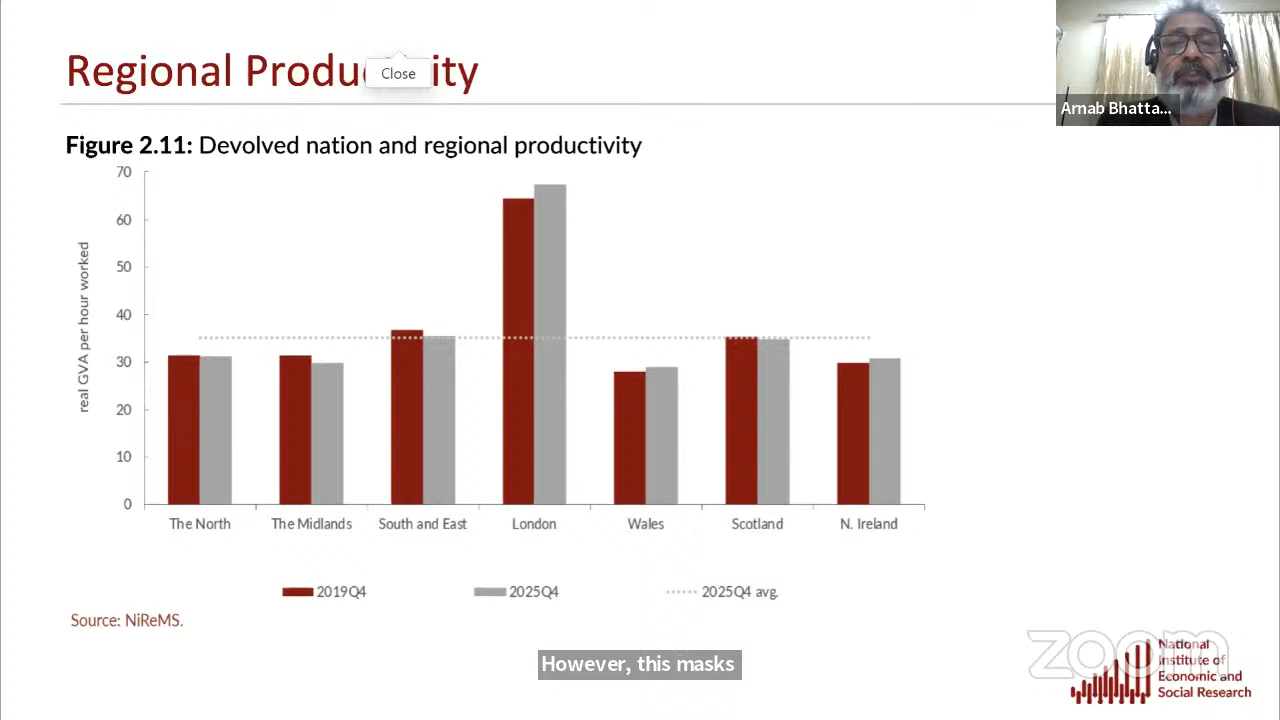 Regional Produ ity
Close
Arnab Bhatta...
Figure 2.11: Devolved nation and regional productivity
real GVA per hour worked
70
60
50
40
30
20
10
0
The North The Midlands South and East London Wales Scotland N. Ireland
2019Q4 2025Q4 2025Q4 avg.
Source: NiReMS.
However, this masks
zoom
National
Institute of
Economic and
Social Research